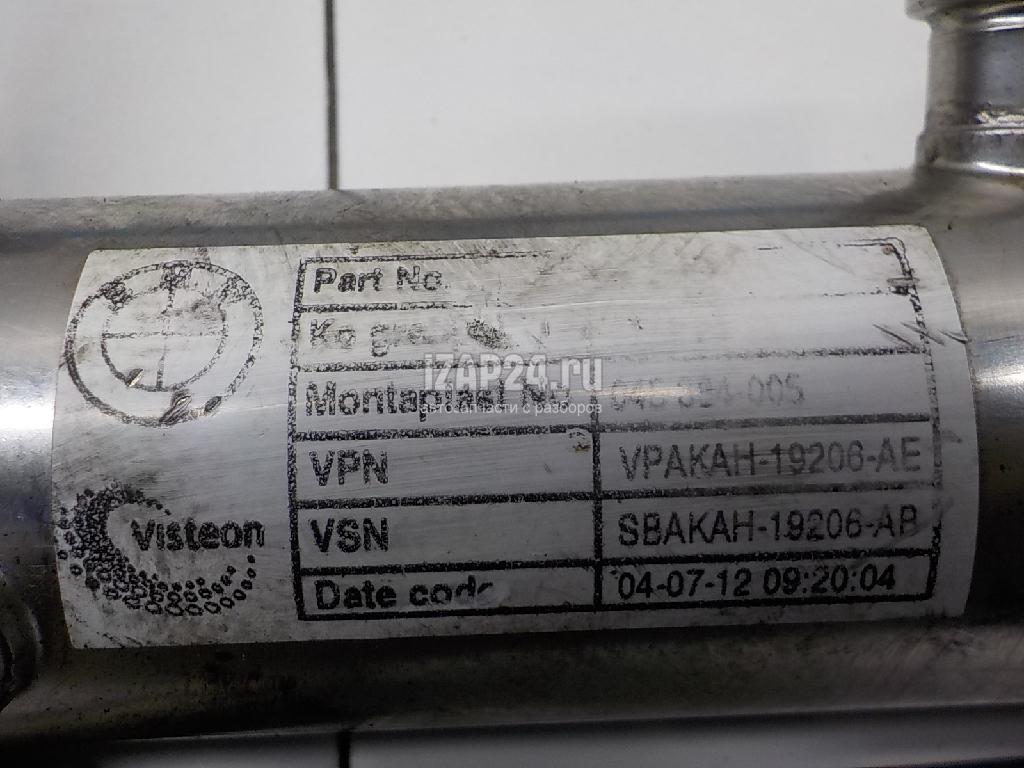 Part No.
iZAP24.ru
Montaplast No
автозапчасти с разборов
VPN VPAKAH-19206-AE
VSN SBAKAH-19206-AB
Visteon
Date code 04-07-12 09:20:04